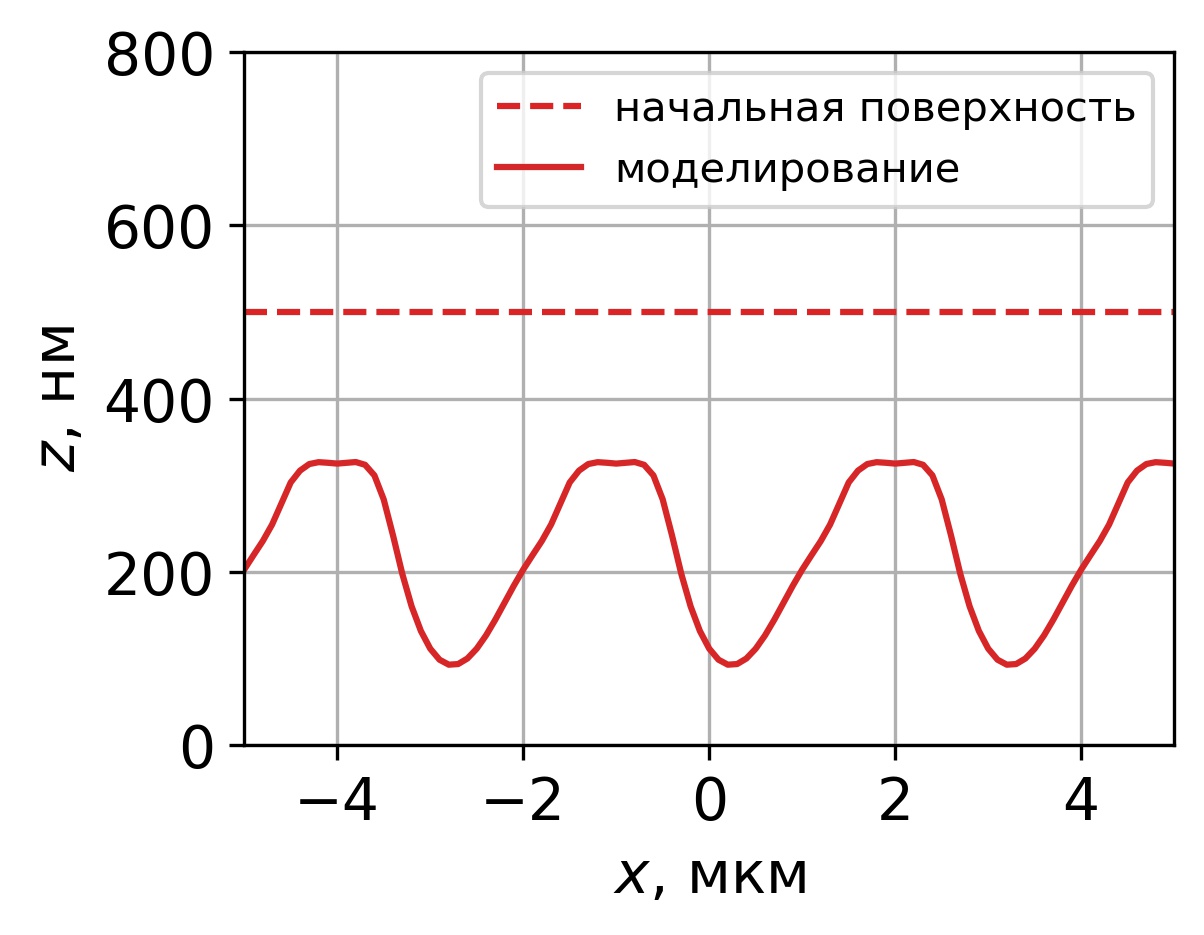 800
600
400
200
0
z, нм
начальная поверхность
моделирование
−4 −2 0 2 4
x, мкм